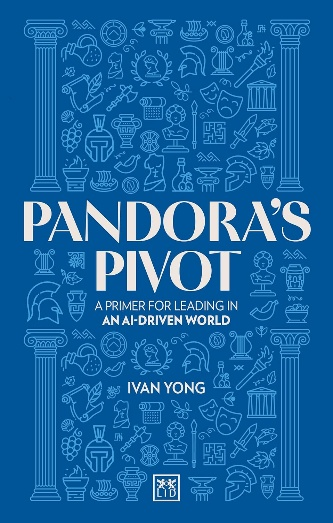 PANDORA'S
PIVOT
A PRIMER FOR LEADING IN
AN AI-DRIVEN WORLD
IVAN YONG
LID